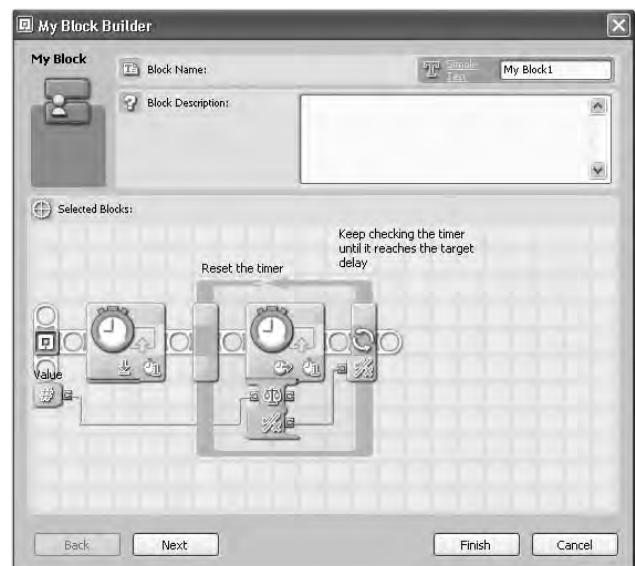 My Block Builder
My Block
Block Name:
Simple
Text
My Block1
Block Description:
Selected Blocks:
Keep checking the timer
until it reaches the target
delay
Reset the timer
Value
Back
Next
Finish
Cancel